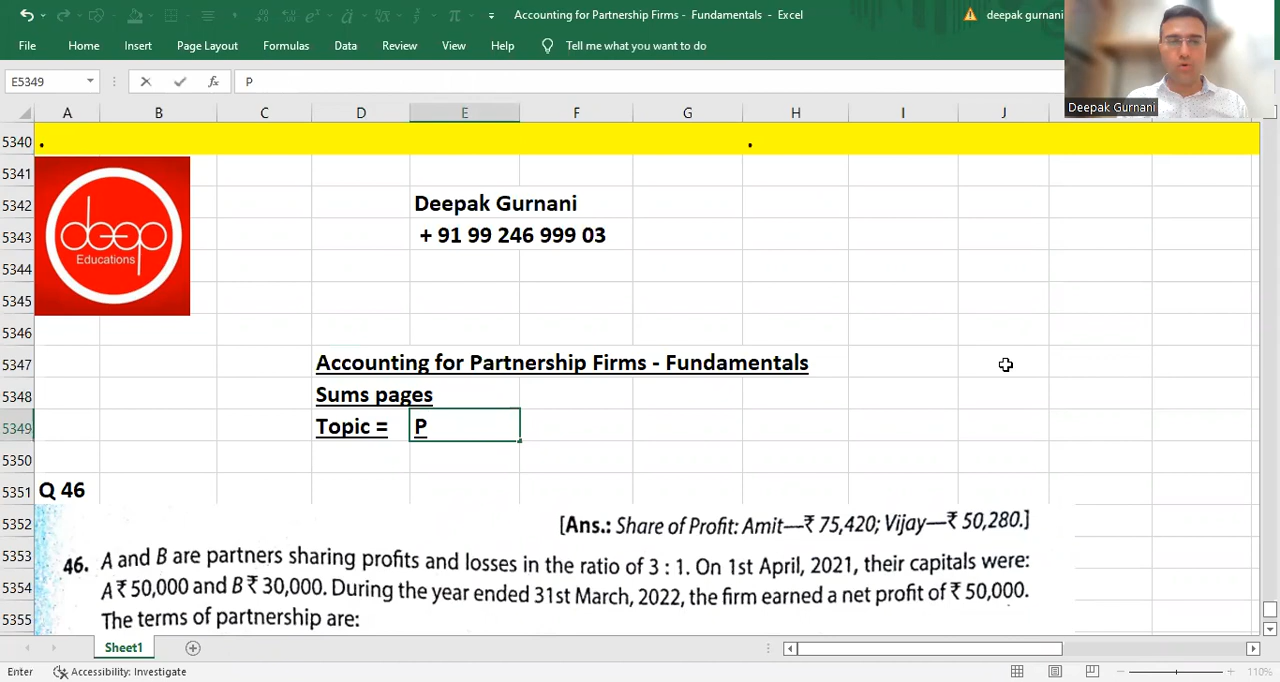 Accounting for Partnership Firms - Fundamentals - Excel
deepak gurnani
File Home Insert Page Layout Formulas Data Review View Help Tell me what you want to do
E5349 fx P
Deepak Gurnani
A B C D E F G H I J
5340 . .
5341
5342 Deepak Gurnani
5343 + 91 99 246 999 03
deep
Educations
5344
5345
5346
5347 Accounting for Partnership Firms - Fundamentals
5348 Sums pages
5349 Topic = P
5350
5351 Q 46
5352 [Ans.: Share of Profit: Amit—₹ 75,420; Vijay—₹ 50,280.]
5353 46. A and B are partners sharing profits and losses in the ratio of 3 : 1. On 1st April, 2021, their capitals were:
5354 A ₹ 50,000 and B ₹ 30,000. During the year ended 31st March, 2022, the firm earned a net profit of ₹ 50,000.
5355 The terms of partnership are:
Sheet1
Enter Accessibility: Investigate 110%